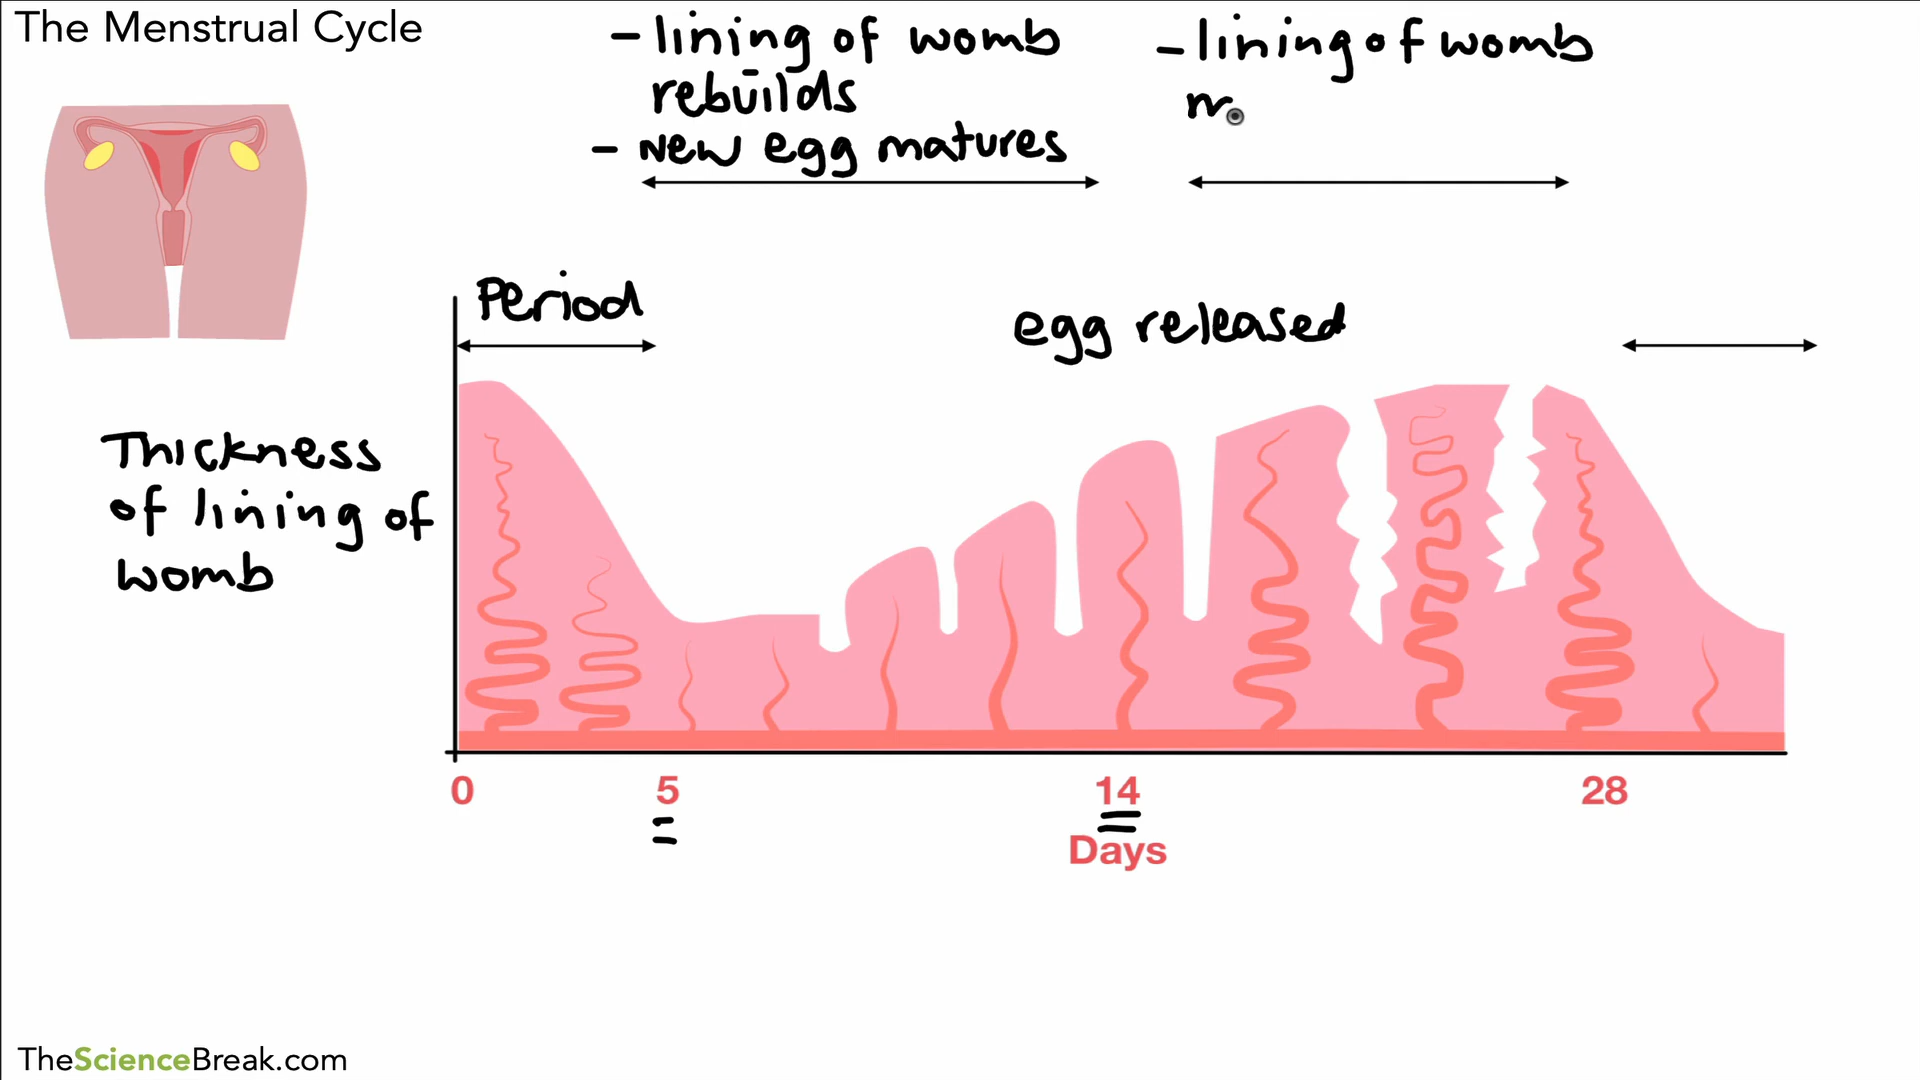 The Menstrual Cycle
- lining of womb
rebuilds
- New egg matures
- lining of womb
Period
egg released
Thickness
of lining of
womb
0 5 14 28
Days
TheScienceBreak.com